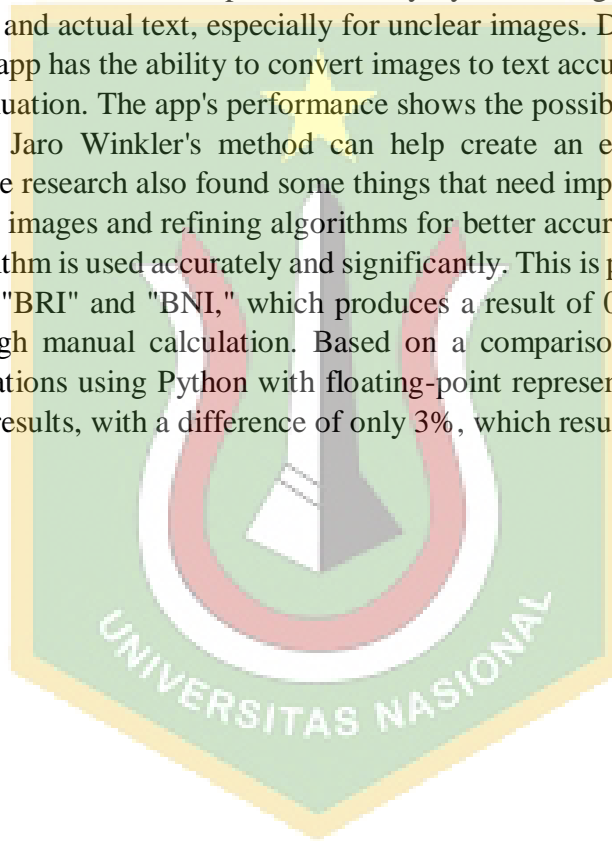 and actual text, especially for unclear images. D
app has the ability to convert images to text accu
uation. The app's performance shows the possib
Jaro Winkler's method can help create an e
e research also found some things that need imp
images and refining algorithms for better accur
ithm is used accurately and significantly. This is p
"BRI" and "BNI," which produces a result of 0
gh manual calculation. Based on a compariso
ations using Python with floating-point represen
results, with a difference of only 3%, which resu
UNIVERSITAS NASIONAL